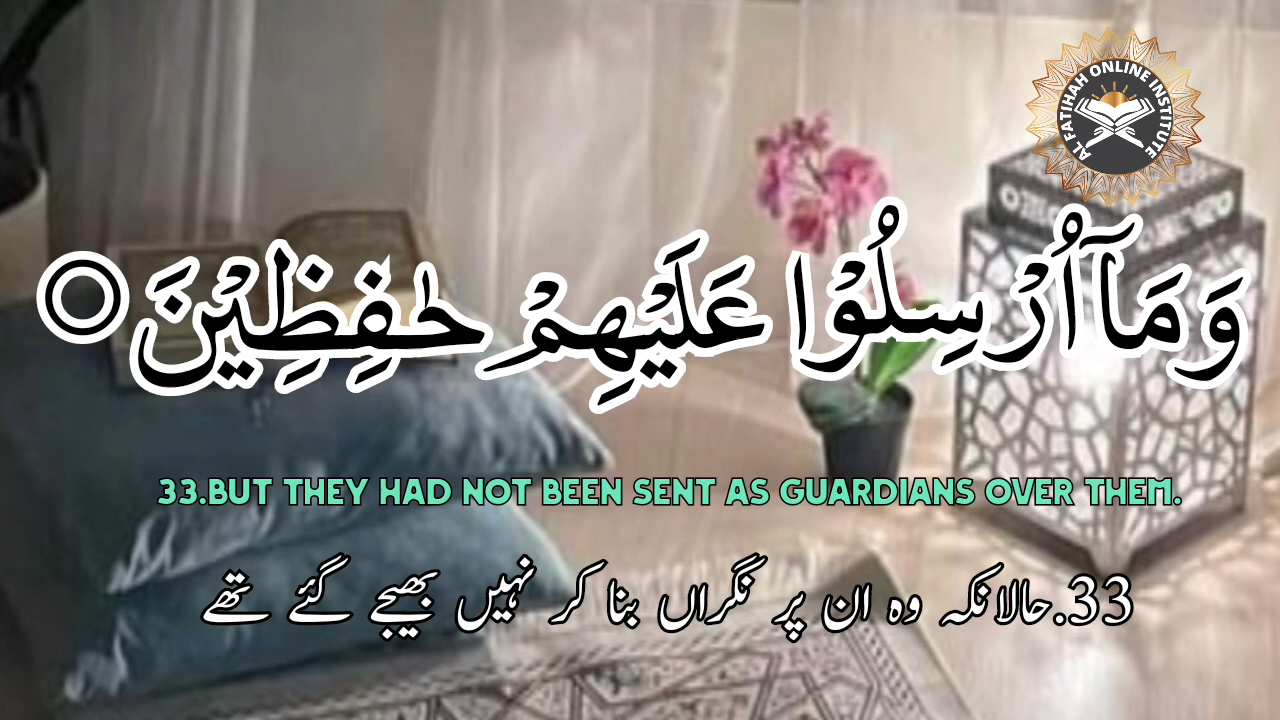 AL FATIHAH ONLINE INSTITUTE
وَمَآ اُرْسِلُوْا عَلَيْهِمْ حٰفِظِيْنَ○
33.BUT THEY HAD NOT BEEN SENT AS GUARDIANS OVER THEM.
33.حالانکہ وہ ان پر نگراں بنا کر نہیں بھیجے گئے تھے